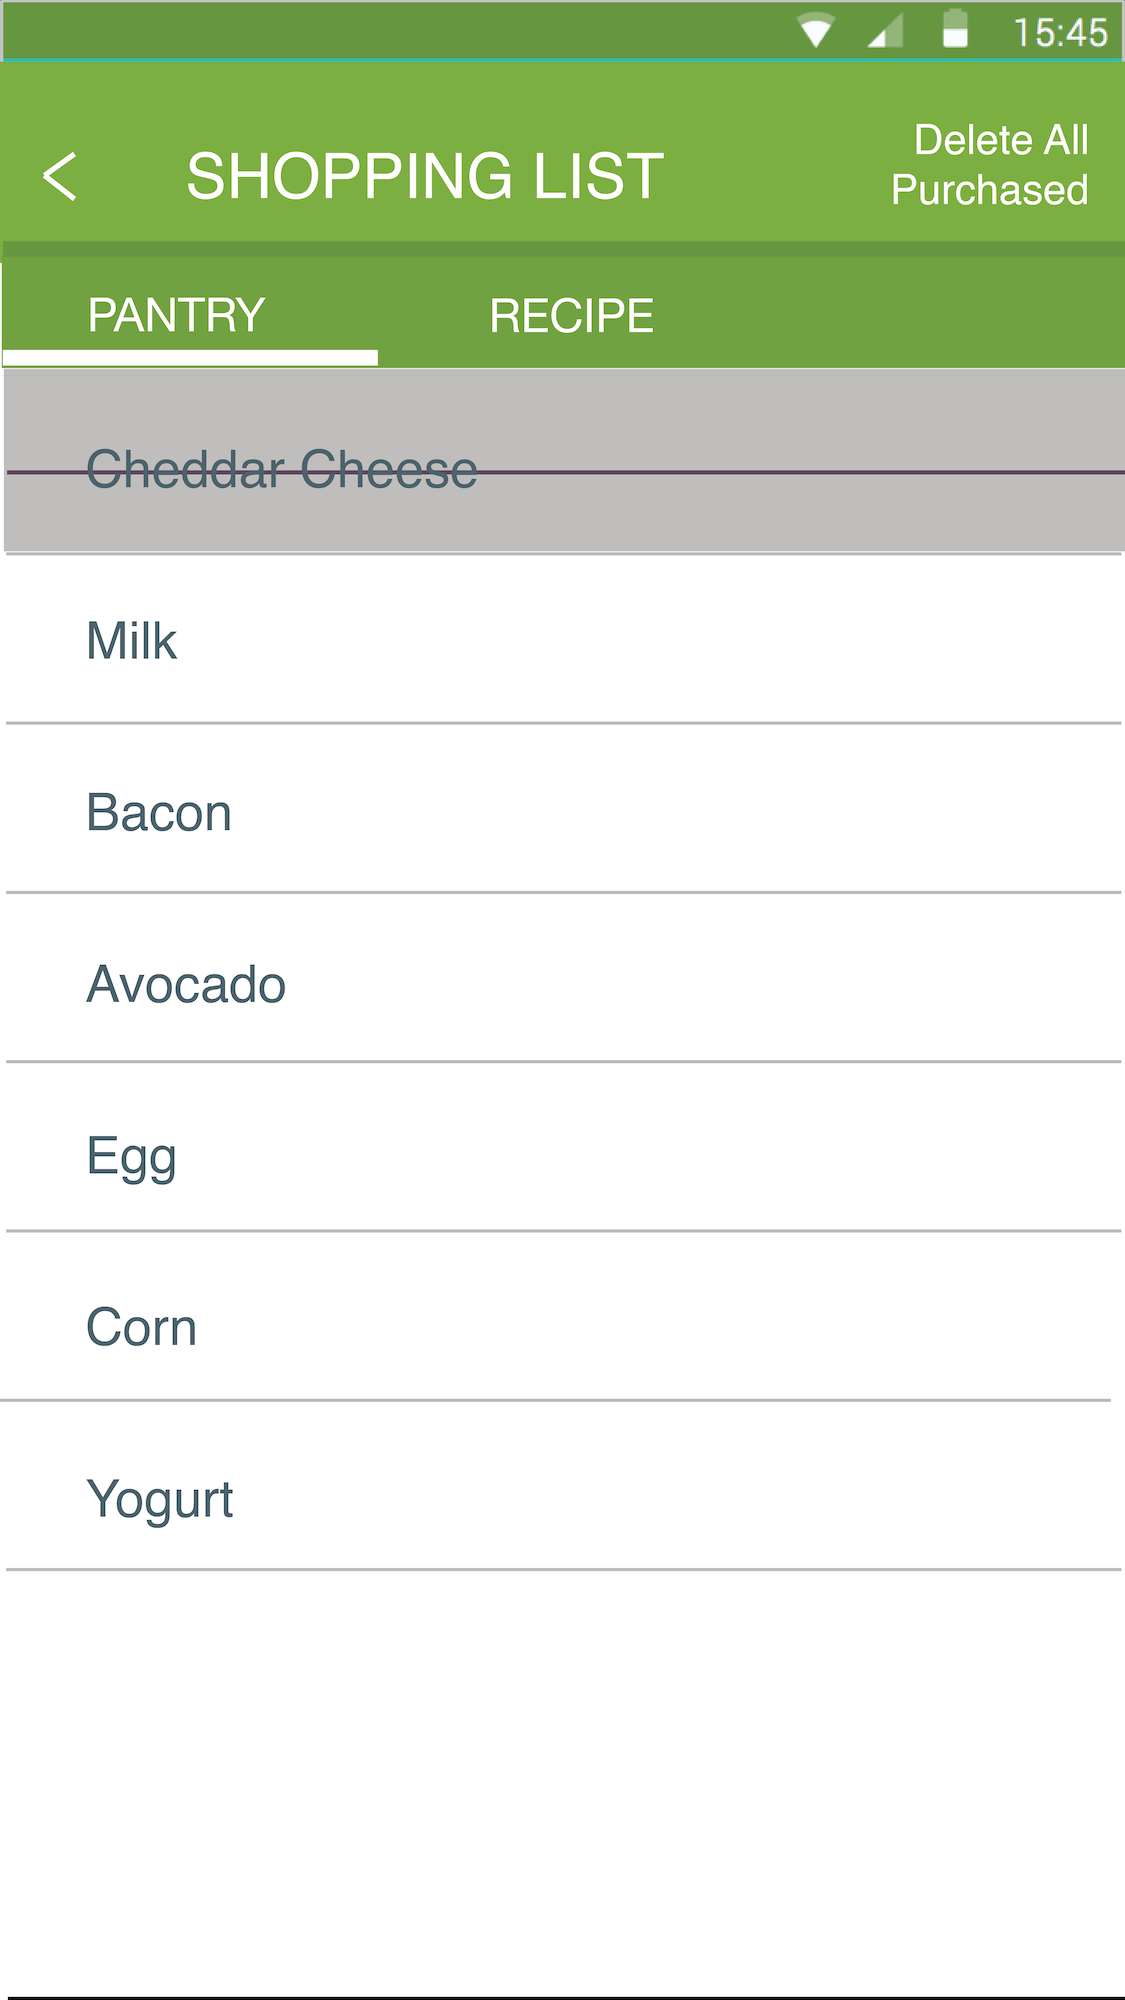 15:45
SHOPPING LIST
Delete All
Purchased
PANTRY
RECIPE
Cheddar Cheese
Milk
Bacon
Avocado
Egg
Corn
Yogurt